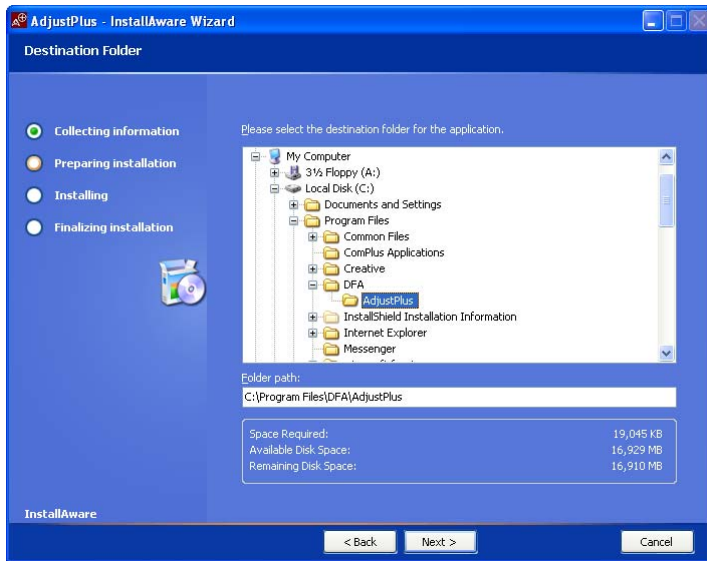 AdjustPlus - InstallAware Wizard
Destination Folder
Collecting information
Preparing installation
Installing
Finalizing installation
Please select the destination folder for the application.
My Computer
3½ Floppy (A:)
Local Disk (C:)
Documents and Settings
Program Files
Common Files
ComPlus Applications
Creative
DFA
AdjustPlus
InstallShield Installation Information
Internet Explorer
Messenger
Folder path:
C:\Program Files\DFA\AdjustPlus
Space Required: 19,045 KB
Available Disk Space: 16,929 MB
Remaining Disk Space: 16,910 MB
InstallAware
< Back Next > Cancel